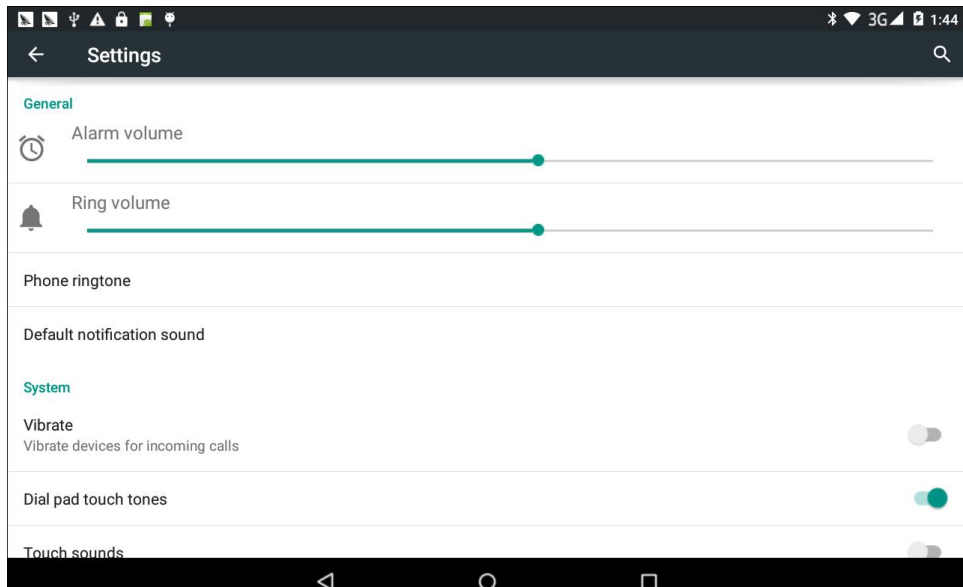 3G 1:44
Settings
General
Alarm volume
Ring volume
Phone ringtone
Default notification sound
System
Vibrate
Vibrate devices for incoming calls
Dial pad touch tones
Touch sounds